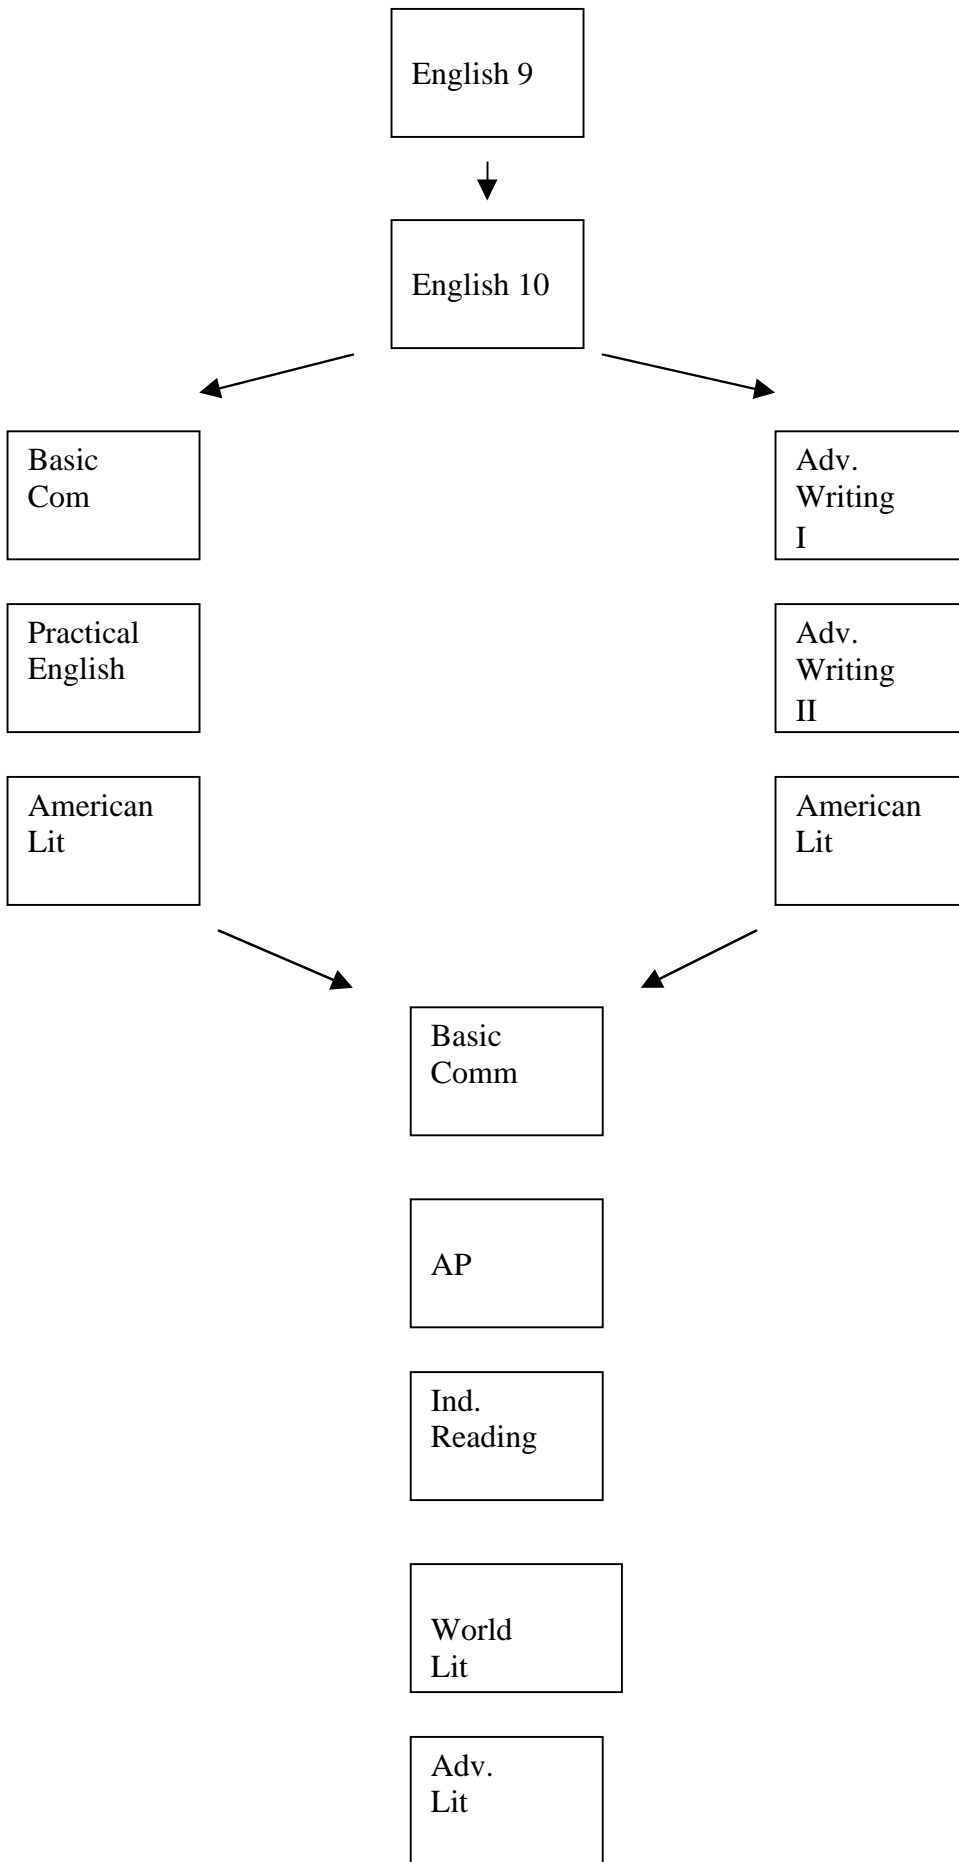 English 9
English 10
Basic
Com
Adv.
Writing
I
Practical
English
Adv.
Writing
II
American
Lit
American
Lit
Basic
Comm
AP
Ind.
Reading
World
Lit
Adv.
Lit